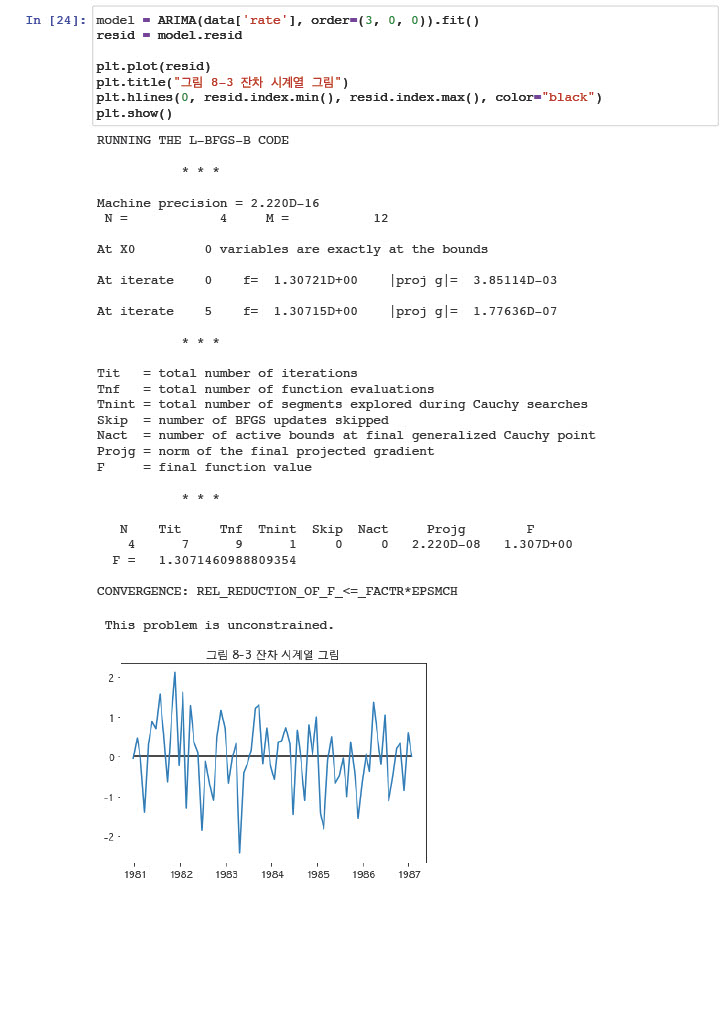 In [24]: model = ARIMA(data['rate'], order=(3, 0, 0)).fit()
resid = model.resid
plt.plot(resid)
plt.title("그림 8-3 잔차 시계열 그림")
plt.hlines(0, resid.index.min(), resid.index.max(), color="black")
plt.show()
RUNNING THE L-BFGS-B CODE
* * *
Machine precision = 2.220D-16
N = 4 M = 12
At X0 0 variables are exactly at the bounds
At iterate 0 f= 1.30721D+00 |proj g|= 3.85114D-03
At iterate 5 f= 1.30715D+00 |proj g|= 1.77636D-07
* * *
Tit = total number of iterations
Tnf = total number of function evaluations
Tnint = total number of segments explored during Cauchy searches
Skip = number of BFGS updates skipped
Nact = number of active bounds at final generalized Cauchy point
Projg = norm of the final projected gradient
F = final function value
* * *
N Tit Tnf Tnint Skip Nact Projg F
4 7 9 1 0 0 2.220D-08 1.307D+00
F = 1.3071460988809354
CONVERGENCE: REL_REDUCTION_OF_F_<=_FACTR*EPSMCH
This problem is unconstrained.
그림 8-3 잔차 시계열 그림
2
1
0
-1
-2
1981 1982 1983 1984 1985 1986 1987